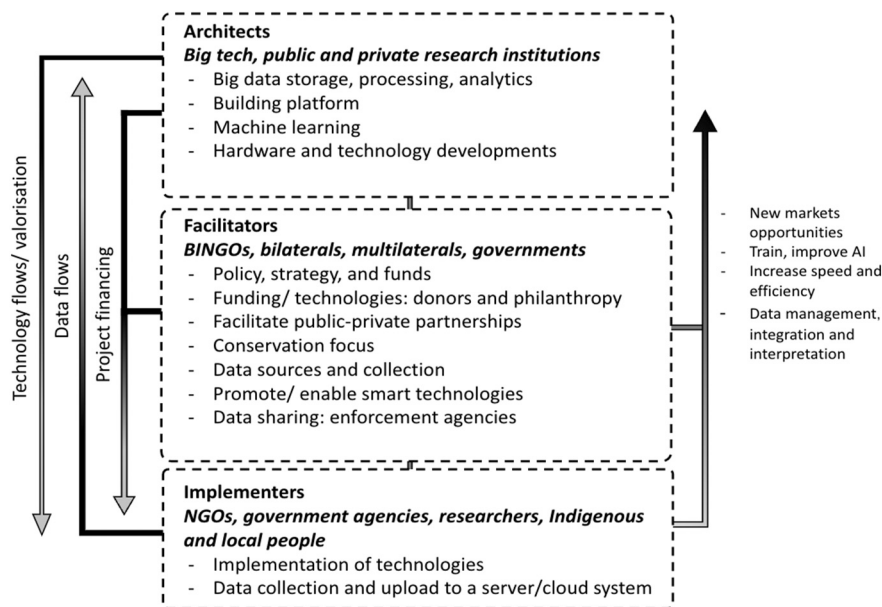 Architects
Big tech, public and private research institutions
- Big data storage, processing, analytics
- Building platform
- Machine learning
- Hardware and technology developments
Facilitators
BINGOs, bilaterals, multilaterals, governments
- Policy, strategy, and funds
- Funding/ technologies: donors and philanthropy
- Facilitate public-private partnerships
- Conservation focus
- Data sources and collection
- Promote/ enable smart technologies
- Data sharing: enforcement agencies
Implementers
NGOs, government agencies, researchers, Indigenous
and local people
- Implementation of technologies
- Data collection and upload to a server/cloud system
Technology flows/ valorisation
Data flows
Project financing
- New markets
opportunities
- Train, improve AI
- Increase speed and
efficiency
- Data management,
integration and
interpretation